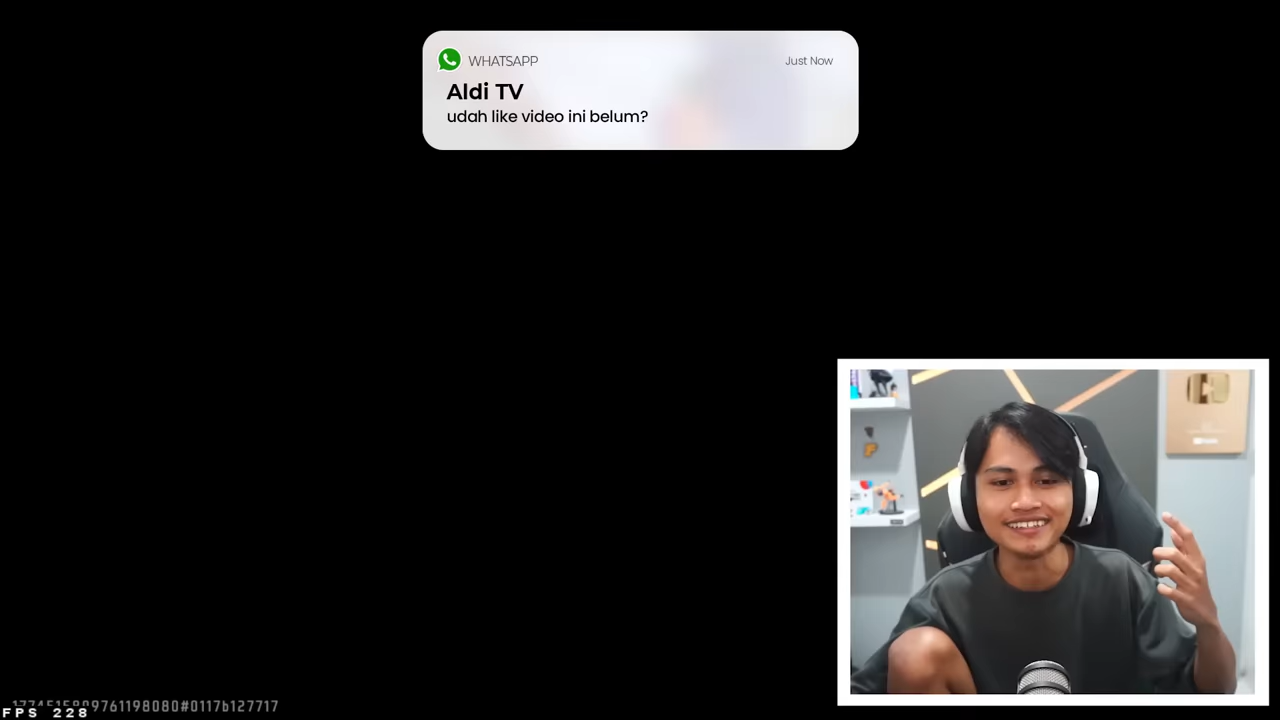 WHATSAPP
Just Now
Aldi TV
udah like video ini belum?
FPS 228